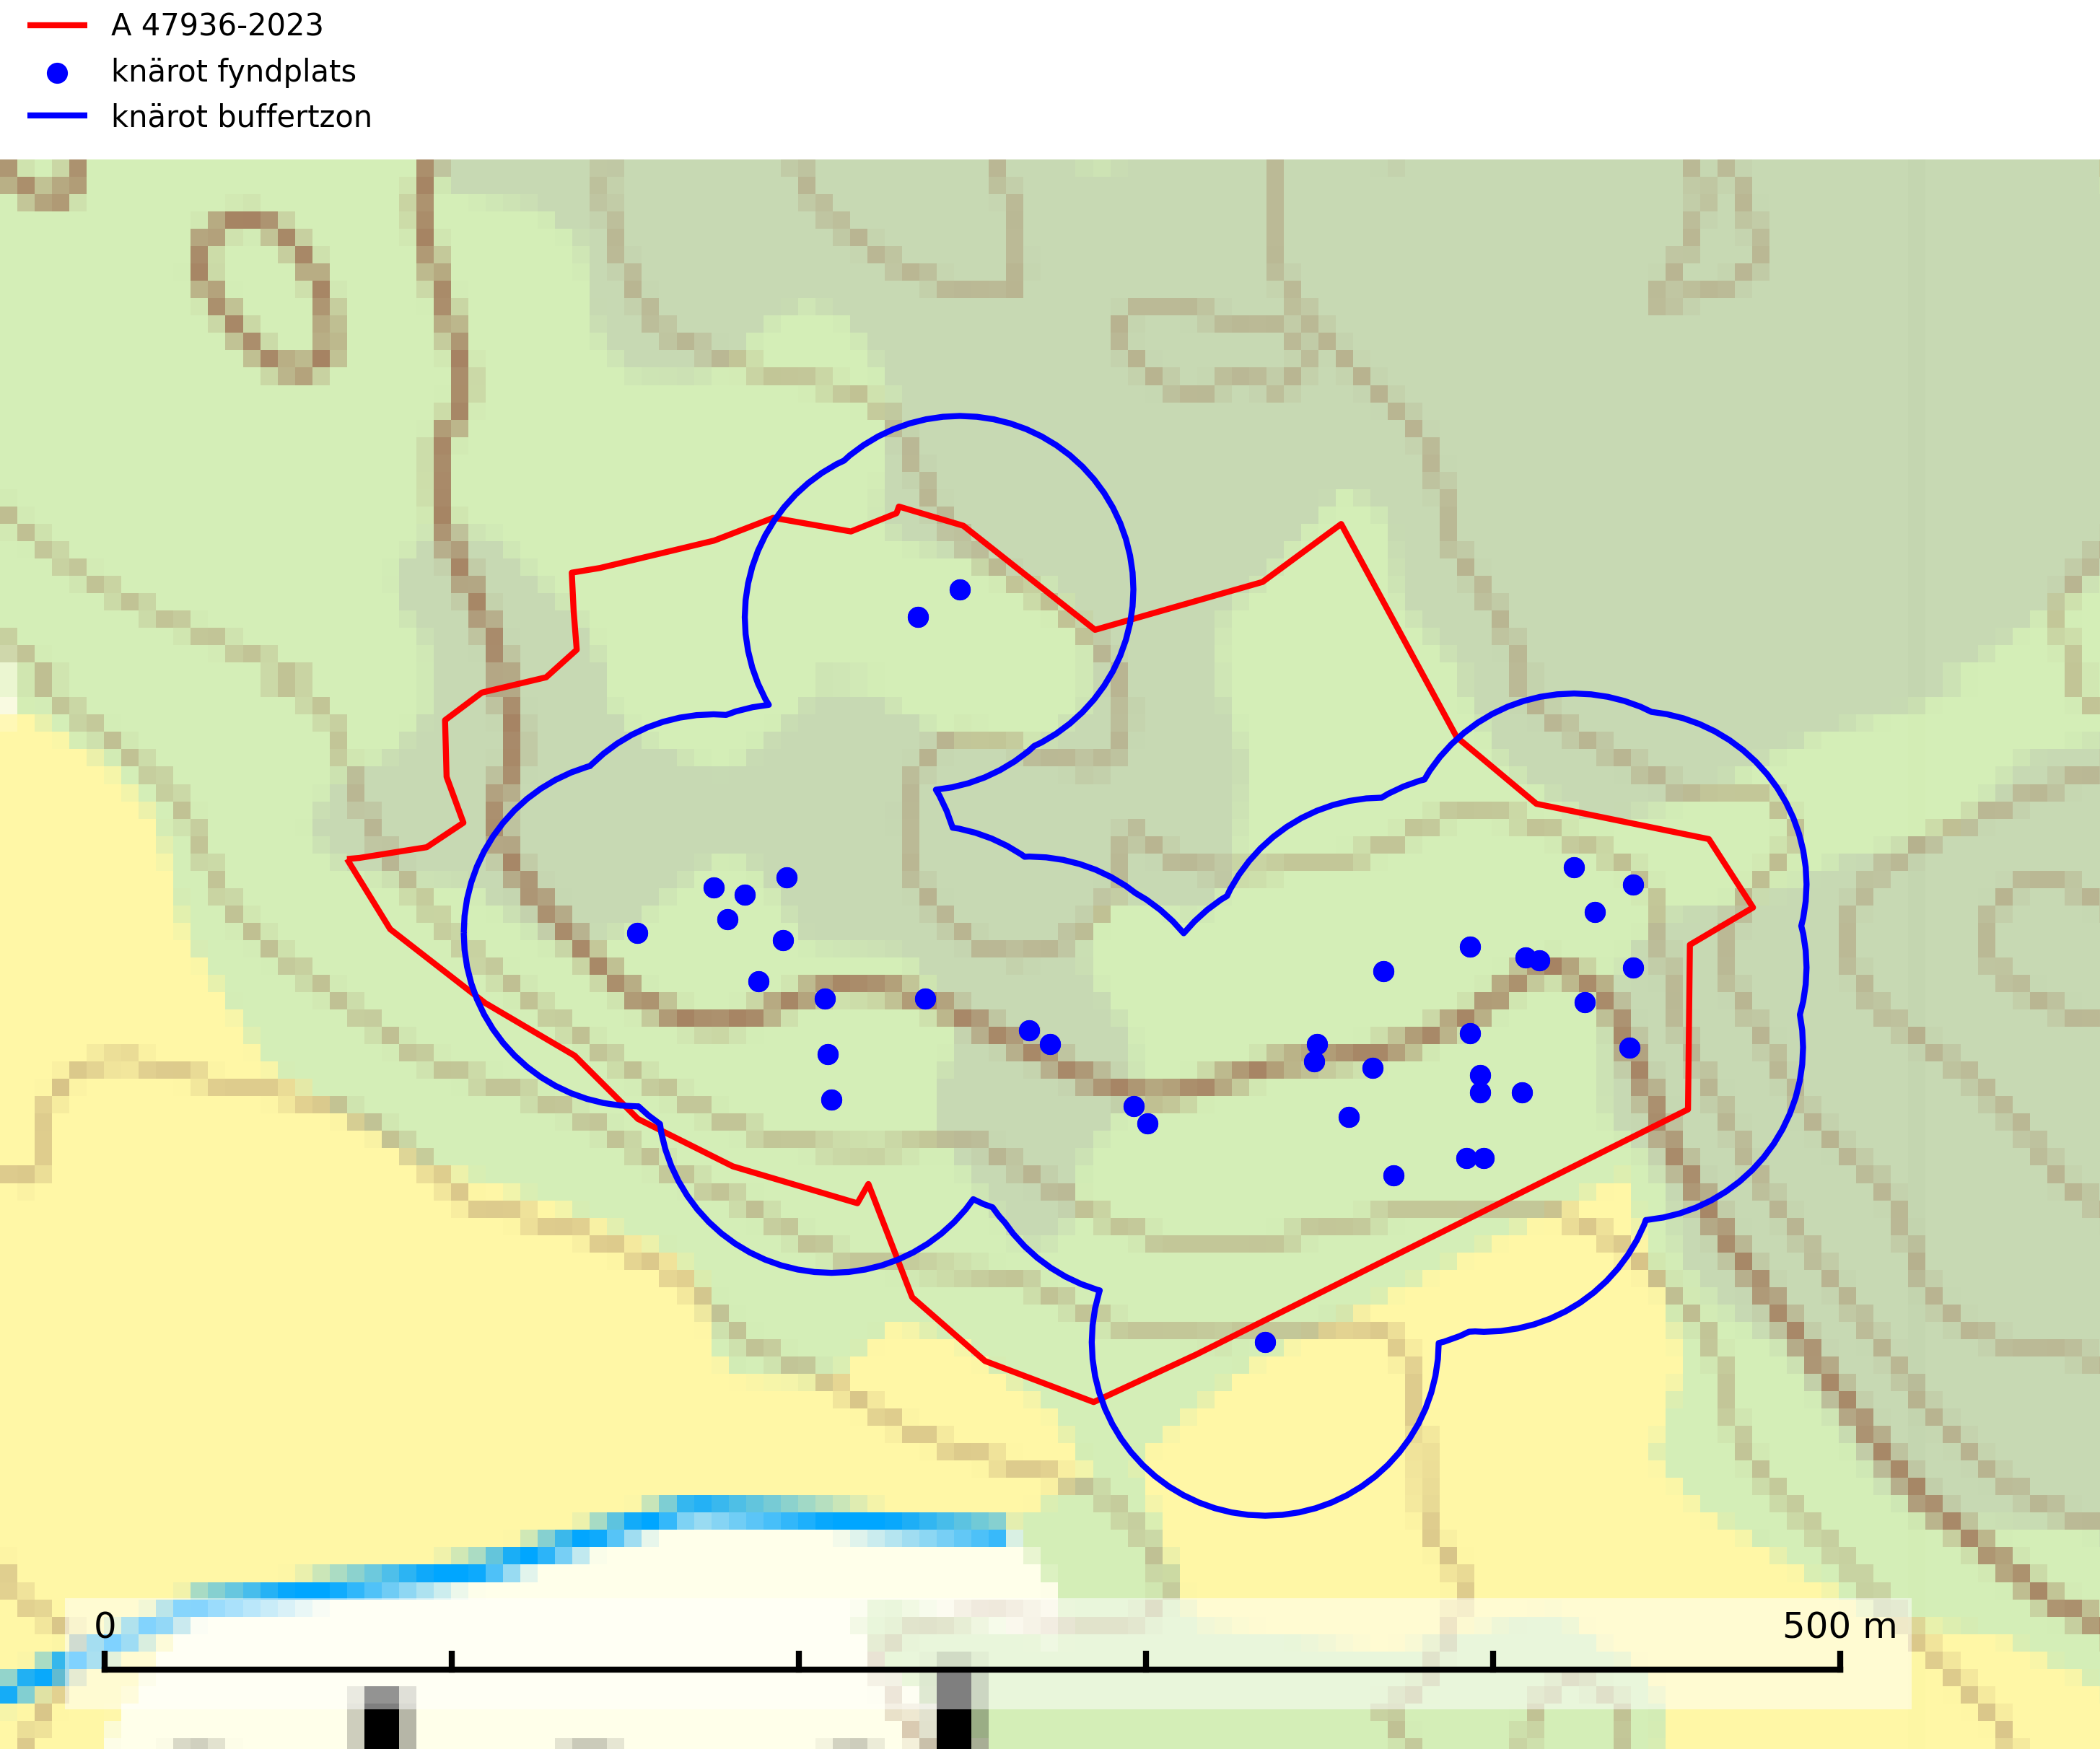 A 47936-2023
knärot fyndplats
knärot buffertzon
0 500 m